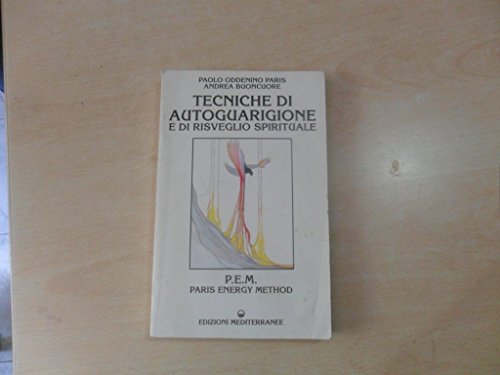 PAOLO ODDENINO PARIS
ANDREA BUONCUORE
TECNICHE DI
AUTOGUARIGIONE
E DI RISVEGLIO SPIRITUALE
P.E.M.
PARIS ENERGY METHOD
EDIZIONI MEDITERRANEE